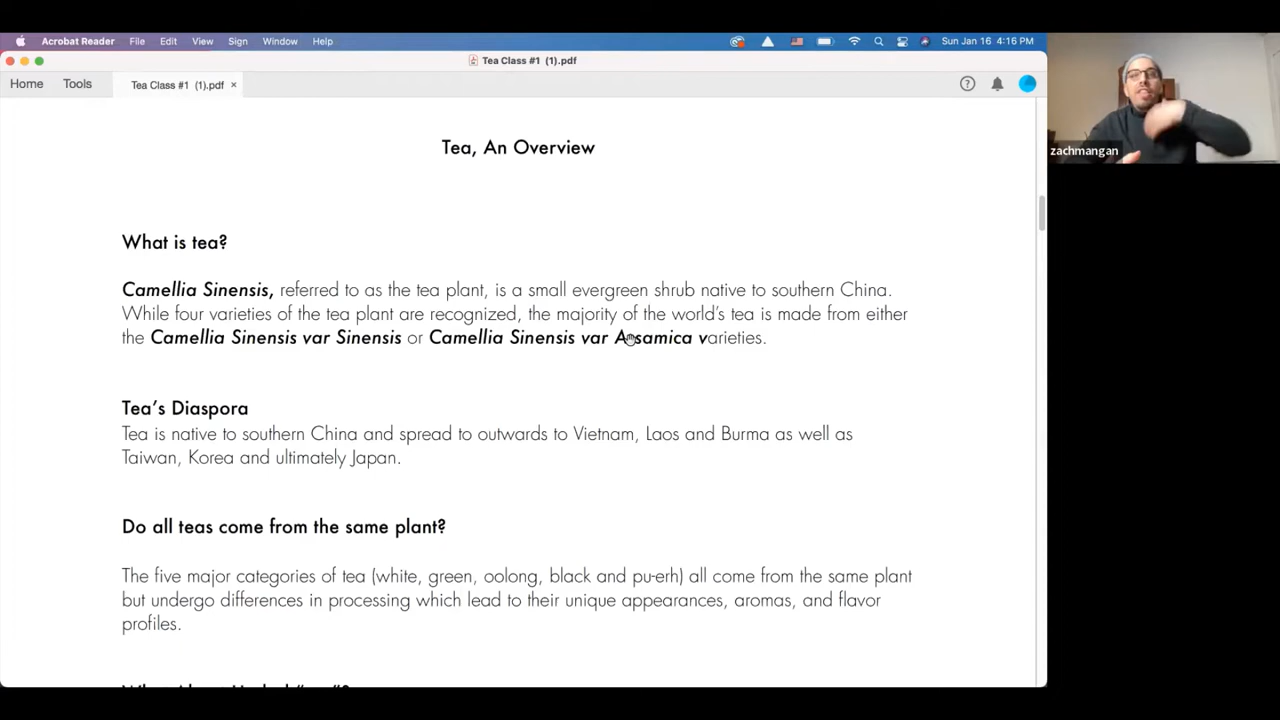 Acrobat Reader File Edit View Sign Window Help Sun Jan 16 4:16 PM
Tea Class #1 (1).pdf
Home Tools Tea Class #1 (1).pdf ×
zachmangan
Tea, An Overview
What is tea?
Camellia Sinensis, referred to as the tea plant, is a small evergreen shrub native to southern China.
While four varieties of the tea plant are recognized, the majority of the world's tea is made from either
the Camellia Sinensis var Sinensis or Camellia Sinensis var Assamica varieties.
Tea's Diaspora
Tea is native to southern China and spread to outwards to Vietnam, Laos and Burma as well as
Taiwan, Korea and ultimately Japan.
Do all teas come from the same plant?
The five major categories of tea (white, green, oolong, black and pu-erh) all come from the same plant
but undergo differences in processing which lead to their unique appearances, aromas, and flavor
profiles.